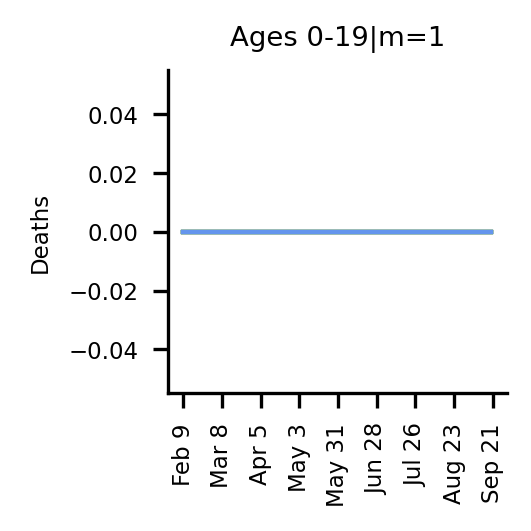 Ages 0-19|m=1
Deaths
0.04
0.02
0.00
−0.02
−0.04
Feb 9
Mar 8
Apr 5
May 3
May 31
Jun 28
Jul 26
Aug 23
Sep 21